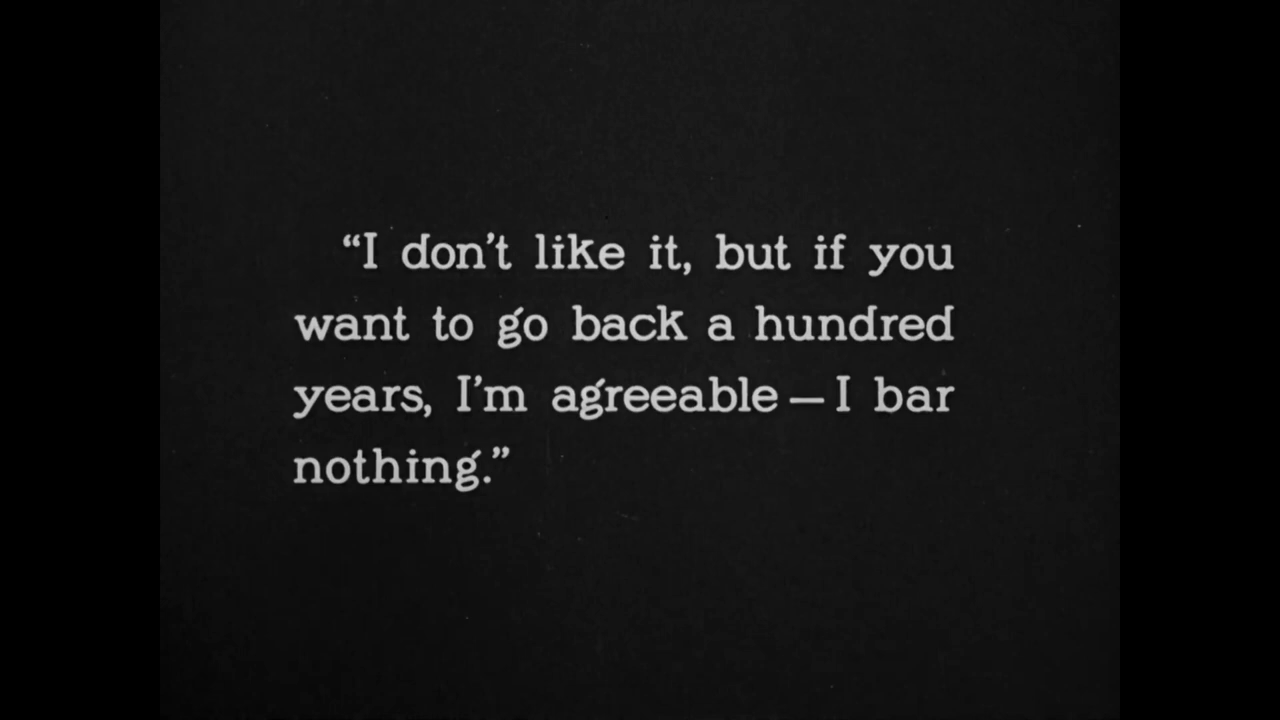 “I don’t like it, but if you
want to go back a hundred
years, I’m agreeable — I bar
nothing.”